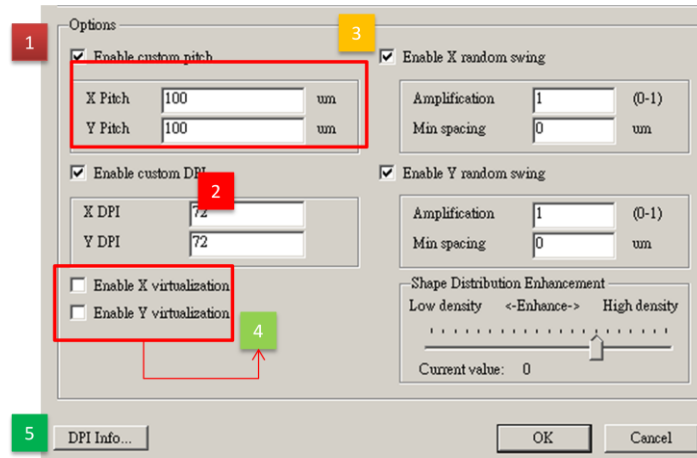 Options
1
3
Enable custom pitch
X Pitch 100 um
Y Pitch 100 um
Enable X random swing
Amplification 1 (0-1)
Min spacing 0 um
Enable custom DPI
2
X DPI 72
Y DPI 72
Enable Y random swing
Amplification 1 (0-1)
Min spacing 0 um
Enable X virtualization
Enable Y virtualization
4
Shape Distribution Enhancement
Low density <-Enhance-> High density
Current value: 0
5
DPI Info...
OK
Cancel